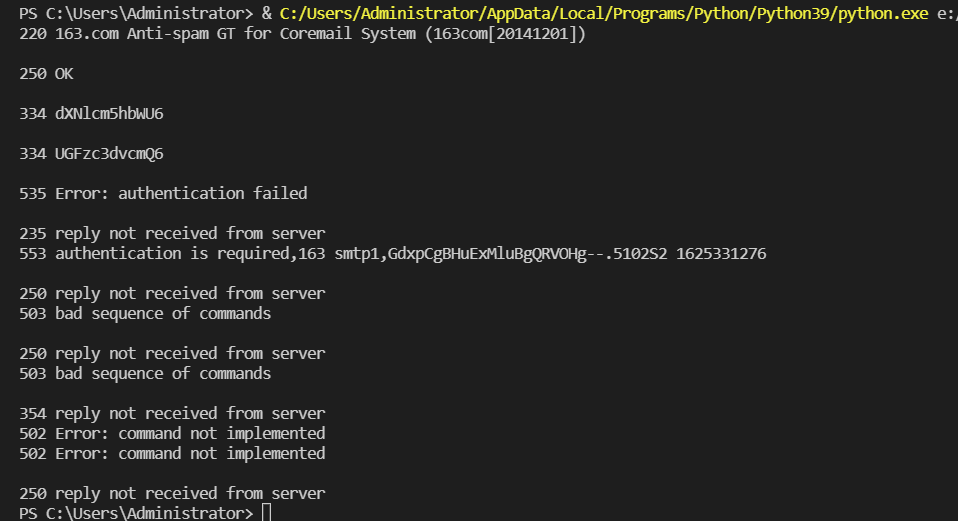 PS C:\Users\Administrator> & C:/Users/Administrator/AppData/Local/Programs/Python/Python39/python.exe e:/
220 163.com Anti-spam GT for Coremail System (163com[20141201])
250 OK
334 dXNlcm5hbWU6
334 UGFzc3dvcmQ6
535 Error: authentication failed
235 reply not received from server
553 authentication is required,163 smtp1,GdxpCgBHuExMluBgQRVOHg--.5102S2 1625331276
250 reply not received from server
503 bad sequence of commands
250 reply not received from server
503 bad sequence of commands
354 reply not received from server
502 Error: command not implemented
502 Error: command not implemented
250 reply not received from server
PS C:\Users\Administrator>